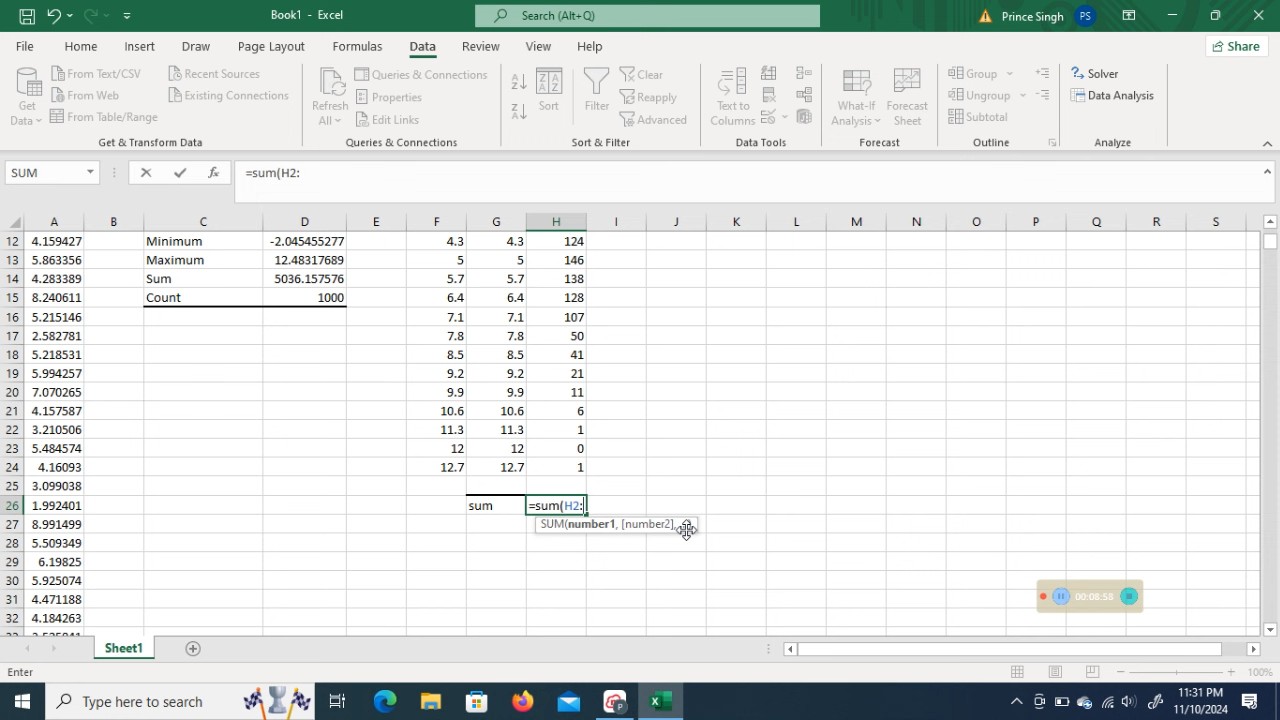 Book1 - Excel
Search (Alt+Q)
Prince Singh
PS
File Home Insert Draw Page Layout Formulas Data Review View Help
Share
Get Data
From Text/CSV
From Web
From Table/Range
Recent Sources
Existing Connections
Get & Transform Data
Refresh All
Queries & Connections
Properties
Edit Links
Queries & Connections
Sort
Filter
Clear
Reapply
Advanced
Sort & Filter
Text to Columns
Data Tools
What-If Analysis
Forecast Sheet
Forecast
Group
Ungroup
Subtotal
Outline
Solver
Data Analysis
Analyze
SUM
fx
=sum(H2:
A B C D E F G H I J K L M N O P Q R S
12 4.159427 Minimum -2.045455277 4.3 4.3 124
13 5.863356 Maximum 12.48317689 5 5 146
14 4.283389 Sum 5036.157576 5.7 5.7 138
15 8.240611 Count 1000 6.4 6.4 128
16 5.215146 7.1 7.1 107
17 2.582781 7.8 7.8 50
18 5.218531 8.5 8.5 41
19 5.994257 9.2 9.2 21
20 7.070265 9.9 9.9 11
21 4.157587 10.6 10.6 6
22 3.210506 11.3 11.3 1
23 5.484574 12 12 0
24 4.16093 12.7 12.7 1
25 3.099038
26 1.992401 sum =sum(H2:
27 8.991499
SUM(number1, [number2],
28 5.509349
29 6.19825
30 5.925074
31 4.471188
32 4.184263
00:08:58
Sheet1
Enter
100%
Type here to search
11:31 PM
11/10/2024